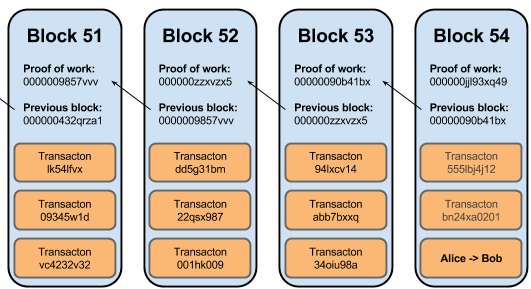 Block 51
Proof of work:
0000009857vvv
Previous block:
000000432qrza1
Transacton
lk54lfvx
Transacton
09345w1d
Transacton
vc4232v32
Block 52
Proof of work:
000000zzxvzx5
Previous block:
0000009857vvv
Transacton
dd5g31bm
Transacton
22qsx987
Transacton
001hk009
Block 53
Proof of work:
00000090b41bx
Previous block:
000000zzxvzx5
Transacton
94lxcv14
Transacton
abb7bxxq
Transacton
34oiu98a
Block 54
Proof of work:
000000jjl93xq49
Previous block:
00000090b41bx
Transacton
555lbj4j12
Transacton
bn24xa0201
Alice -> Bob